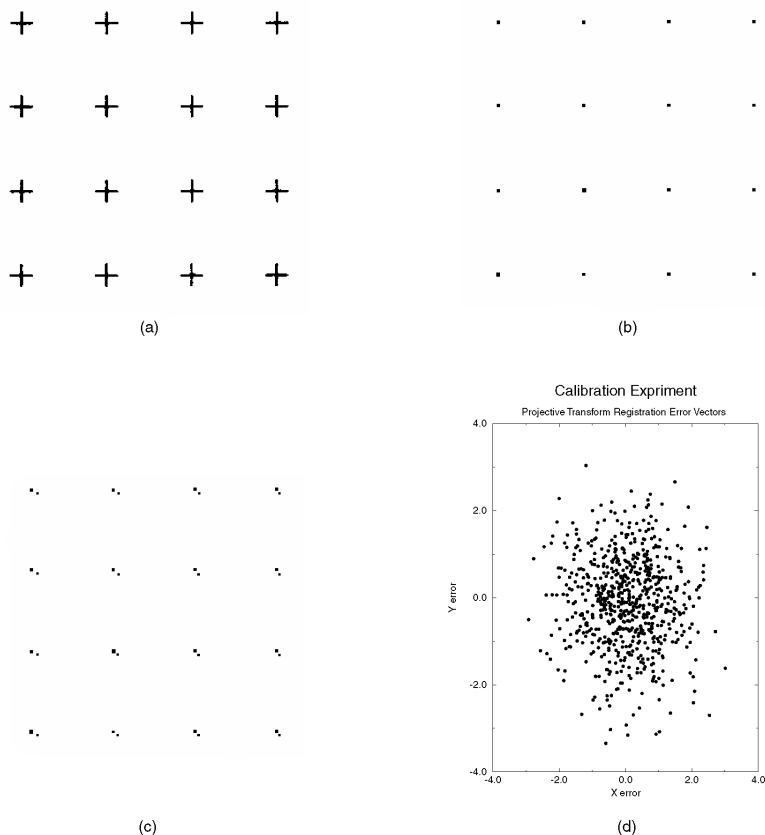 (a)
(b)
Calibration Expriment
Projective Transform Registration Error Vectors
4.0
2.0
0.0
-2.0
-4.0
Y error
-4.0 -2.0 0.0 2.0 4.0
X error
(c)
(d)